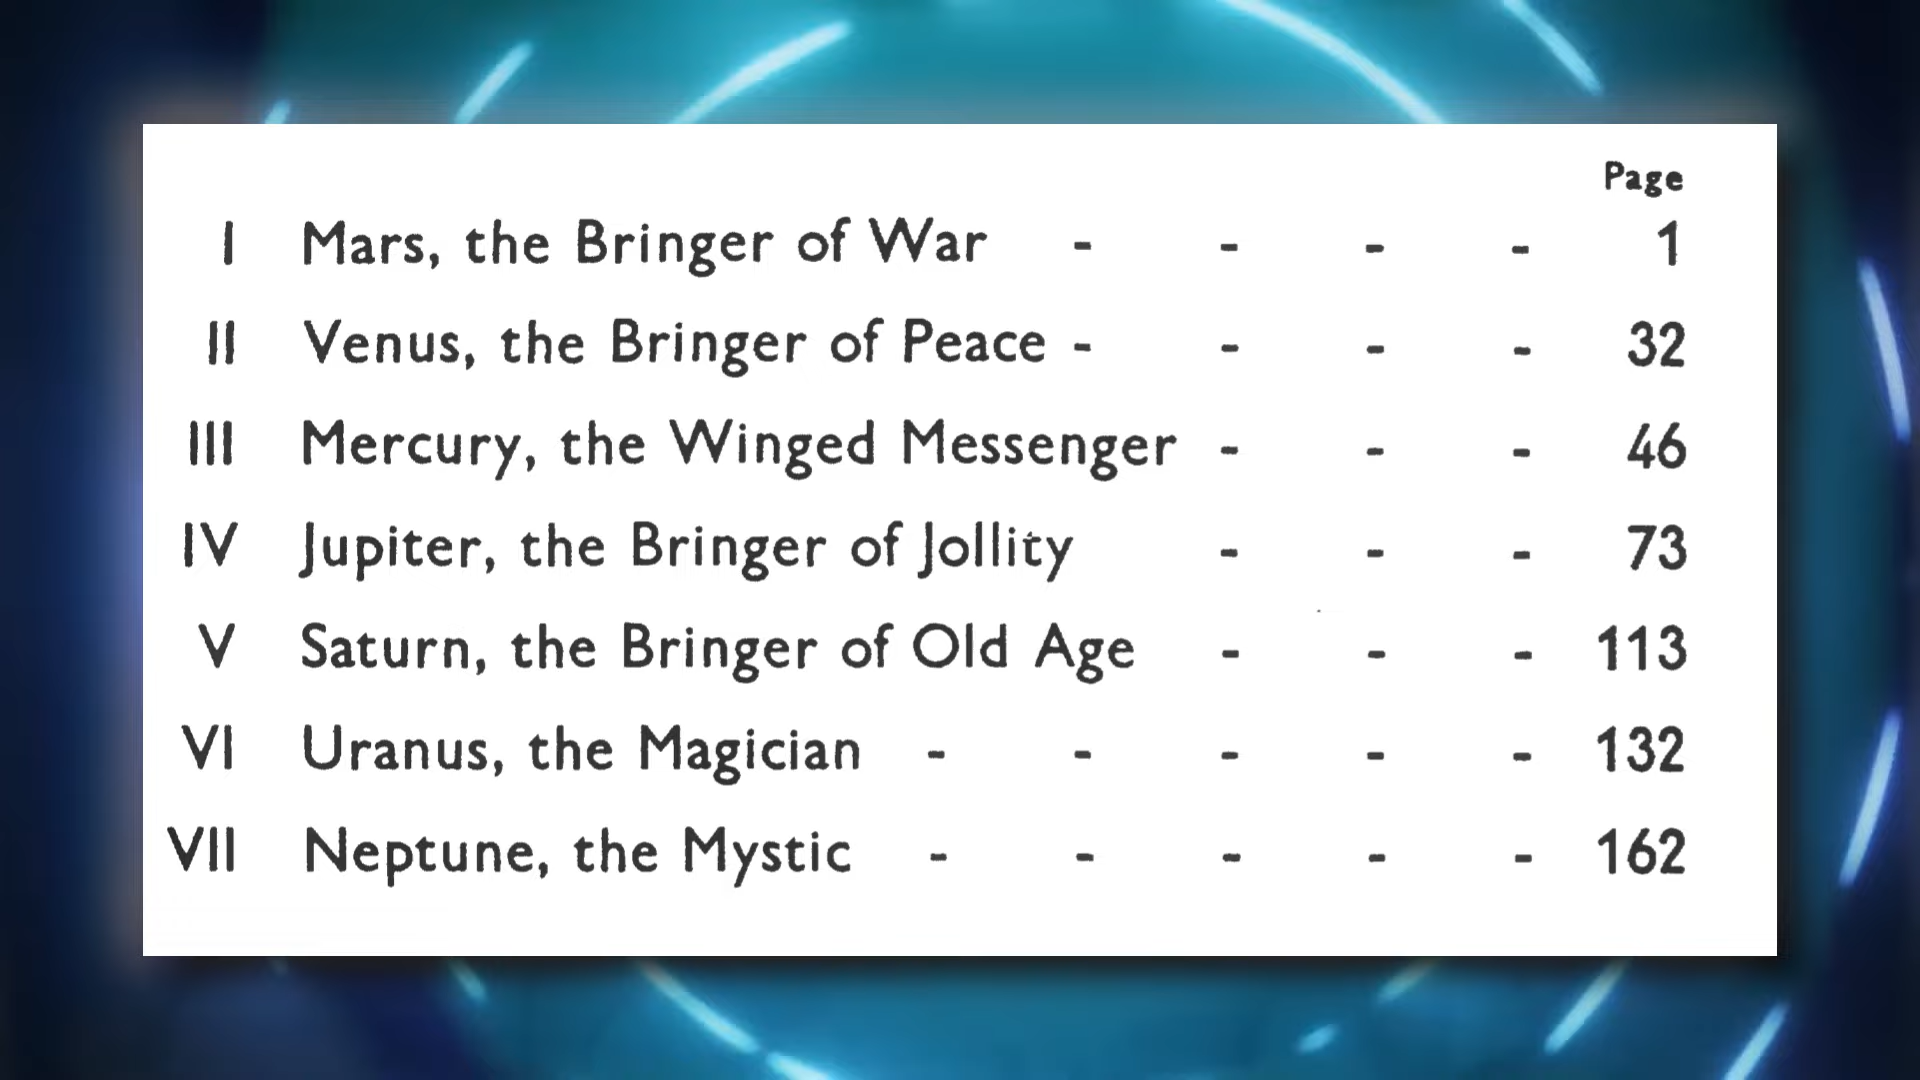 Page
I Mars, the Bringer of War - - - - 1
II Venus, the Bringer of Peace - - - - 32
III Mercury, the Winged Messenger - - - 46
IV Jupiter, the Bringer of Jollity - - - 73
V Saturn, the Bringer of Old Age - - - 113
VI Uranus, the Magician - - - - - 132
VII Neptune, the Mystic - - - - - 162